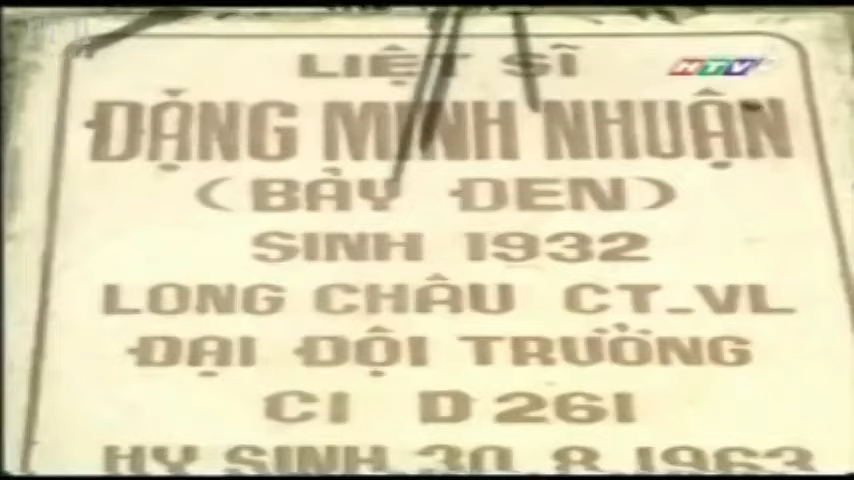 LIỆT SĨ
HTV
ĐẶNG MINH NHUẬN
(BẢY ĐEN)
SINH 1932
LONG CHÂU CT_VL
ĐẠI ĐỘI TRƯỞNG
C1 D 261
HY SINH 30.8.1963